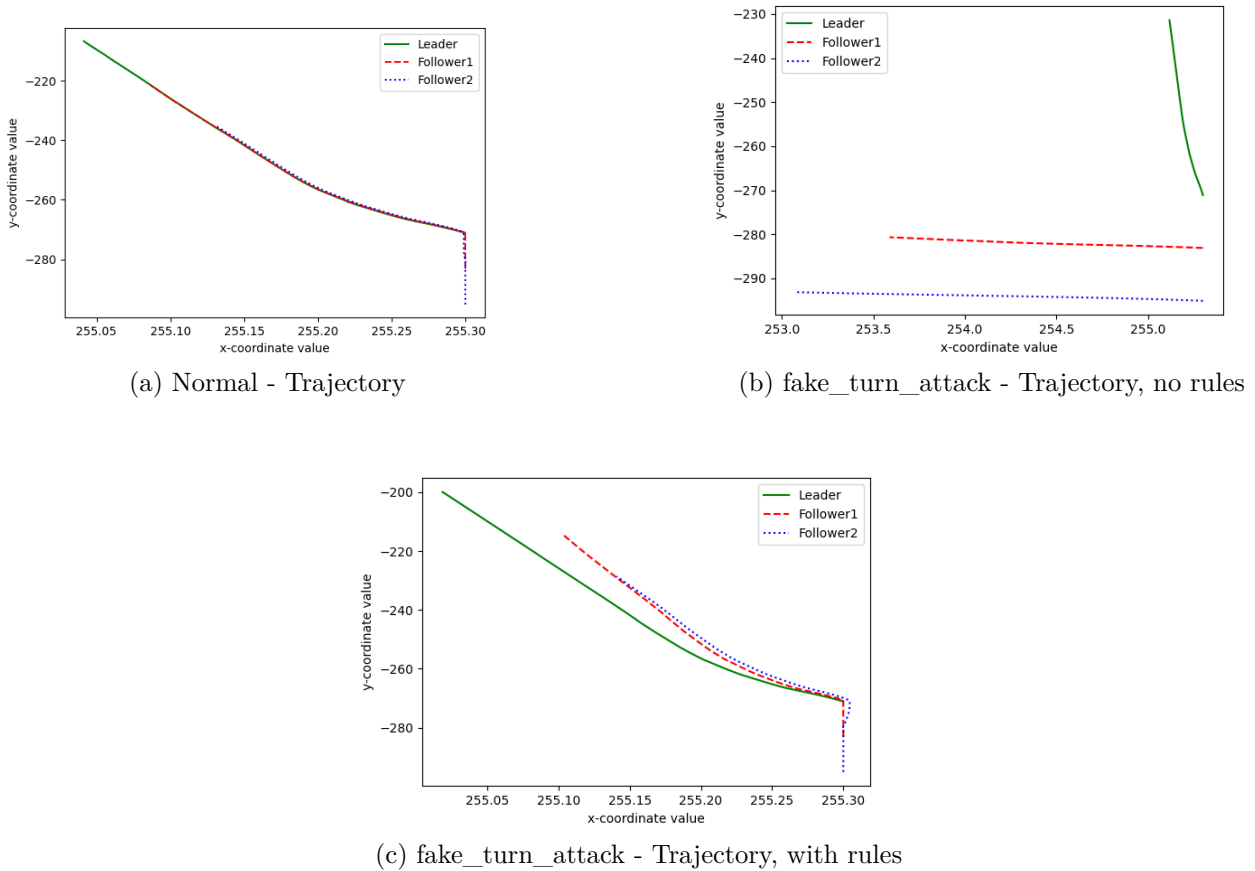 Leader
Follower1
Follower2
−220
−240
−260
−280
y-coordinate value
255.05 255.10 255.15 255.20 255.25 255.30
x-coordinate value
(a) Normal - Trajectory
−230
−240
−250
−260
−270
−280
−290
y-coordinate value
Leader
Follower1
Follower2
253.0 253.5 254.0 254.5 255.0
x-coordinate value
(b) fake_turn_attack - Trajectory, no rules
−200
−220
−240
−260
−280
y-coordinate value
Leader
Follower1
Follower2
255.05 255.10 255.15 255.20 255.25 255.30
x-coordinate value
(c) fake_turn_attack - Trajectory, with rules